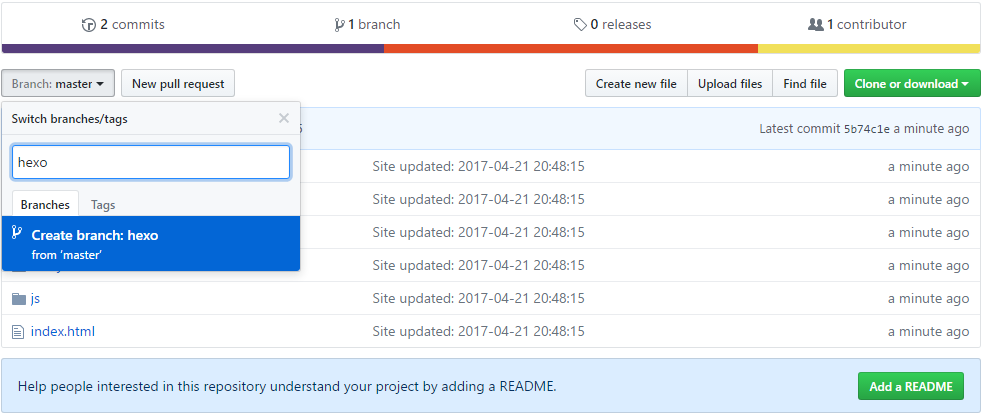 2 commits 1 branch 0 releases 1 contributor
Branch: master New pull request Create new file Upload files Find file Clone or download
Switch branches/tags
Latest commit 5b74c1e a minute ago
hexo
Site updated: 2017-04-21 20:48:15 a minute ago
Branches Tags
Site updated: 2017-04-21 20:48:15 a minute ago
Create branch: hexo
from 'master'
Site updated: 2017-04-21 20:48:15 a minute ago
Site updated: 2017-04-21 20:48:15 a minute ago
js Site updated: 2017-04-21 20:48:15 a minute ago
index.html Site updated: 2017-04-21 20:48:15 a minute ago
Help people interested in this repository understand your project by adding a README. Add a README